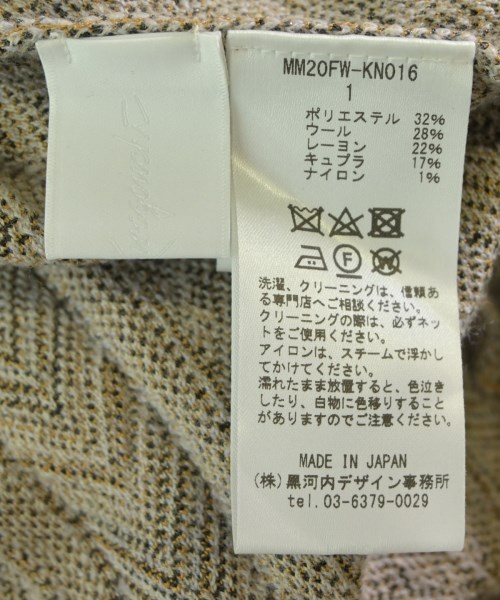 MM20FW-KN016
1
ポリエステル 32%
ウール 28%
レーヨン 22%
キュプラ 17%
ナイロン 1%
F W
洗濯、クリーニングは、信頼あ
る専門店へご相談ください。
クリーニングの際は、必ずネッ
トをご使用ください。
アイロンは、スチームで浮かし
てかけてください。
濡れたまま放置すると、色泣き
したり、白物に色移りすること
がありますのでご注意ください。
MADE IN JAPAN
(株)黒河内デザイン事務所
tel.03-6379-0029